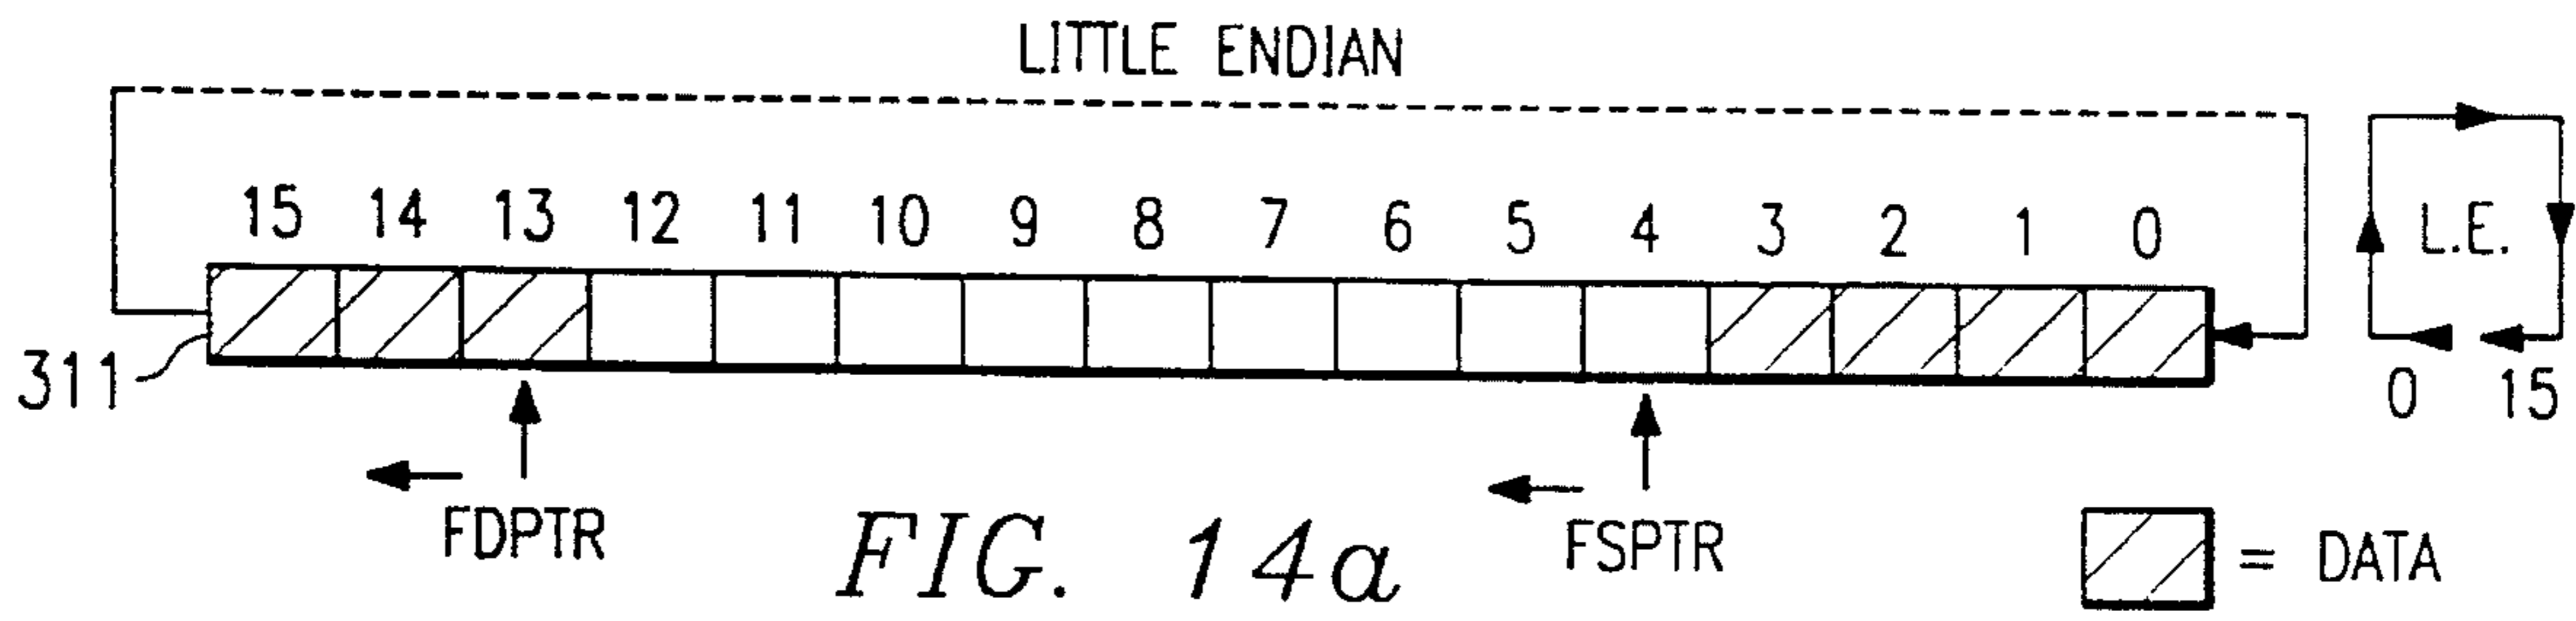 LITTLE ENDIAN
15 14 13 12 11 10 9 8 7 6 5 4 3 2 1 0
L.E.
311
0 15
FDPTR
FSPTR
= DATA
FIG. 14a